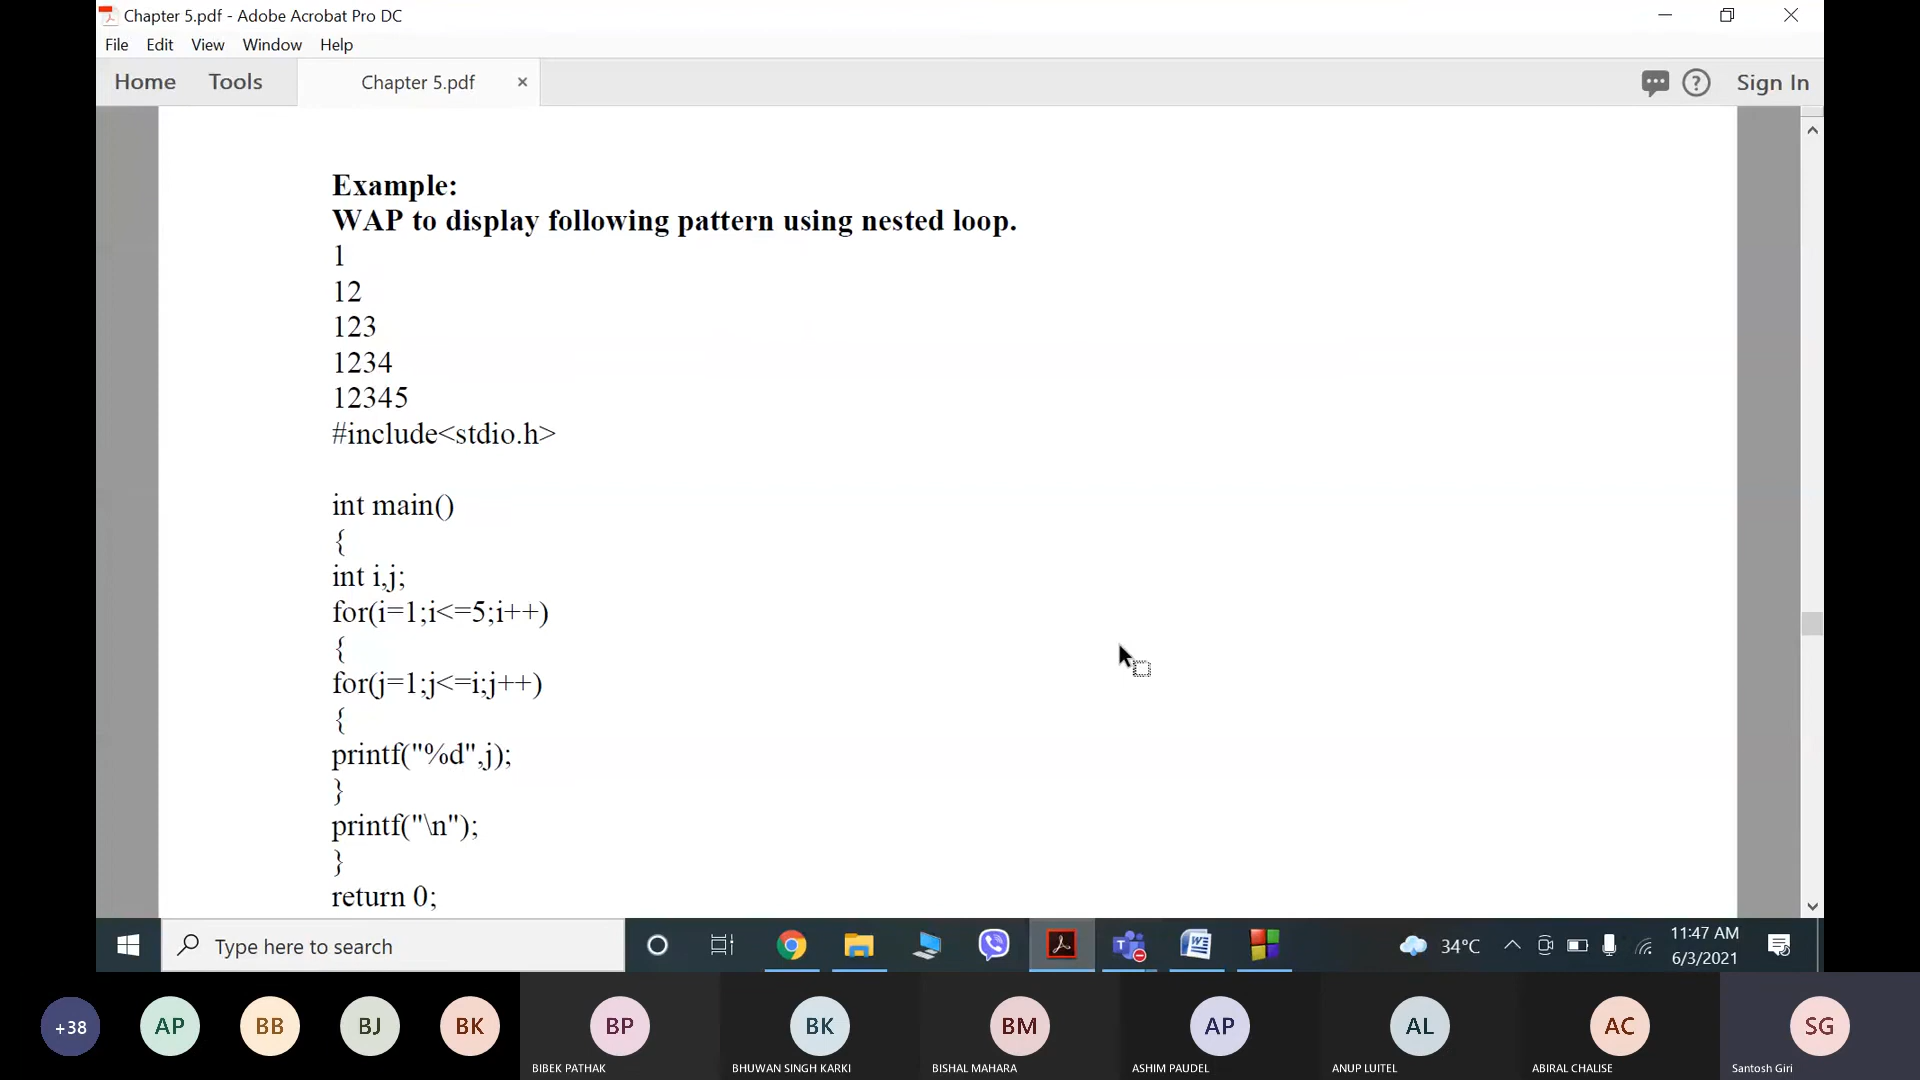 Chapter 5.pdf - Adobe Acrobat Pro DC
File Edit View Window Help
Home Tools Chapter 5.pdf × Sign In
Example:
WAP to display following pattern using nested loop.
1
12
123
1234
12345
#include<stdio.h>
int main()
{
int i,j;
for(i=1;i<=5;i++)
{
for(j=1;j<=i;j++)
{
printf("%d",j);
}
printf("\n");
}
return 0;
Type here to search
34°C
11:47 AM
6/3/2021
+38 AP BB BJ BK BP BK BM AP AL AC SG
BIBEK PATHAK BHUWAN SINGH KARKI BISHAL MAHARA ASHIM PAUDEL ANUP LUITEL ABIRAL CHALISE Santosh Giri